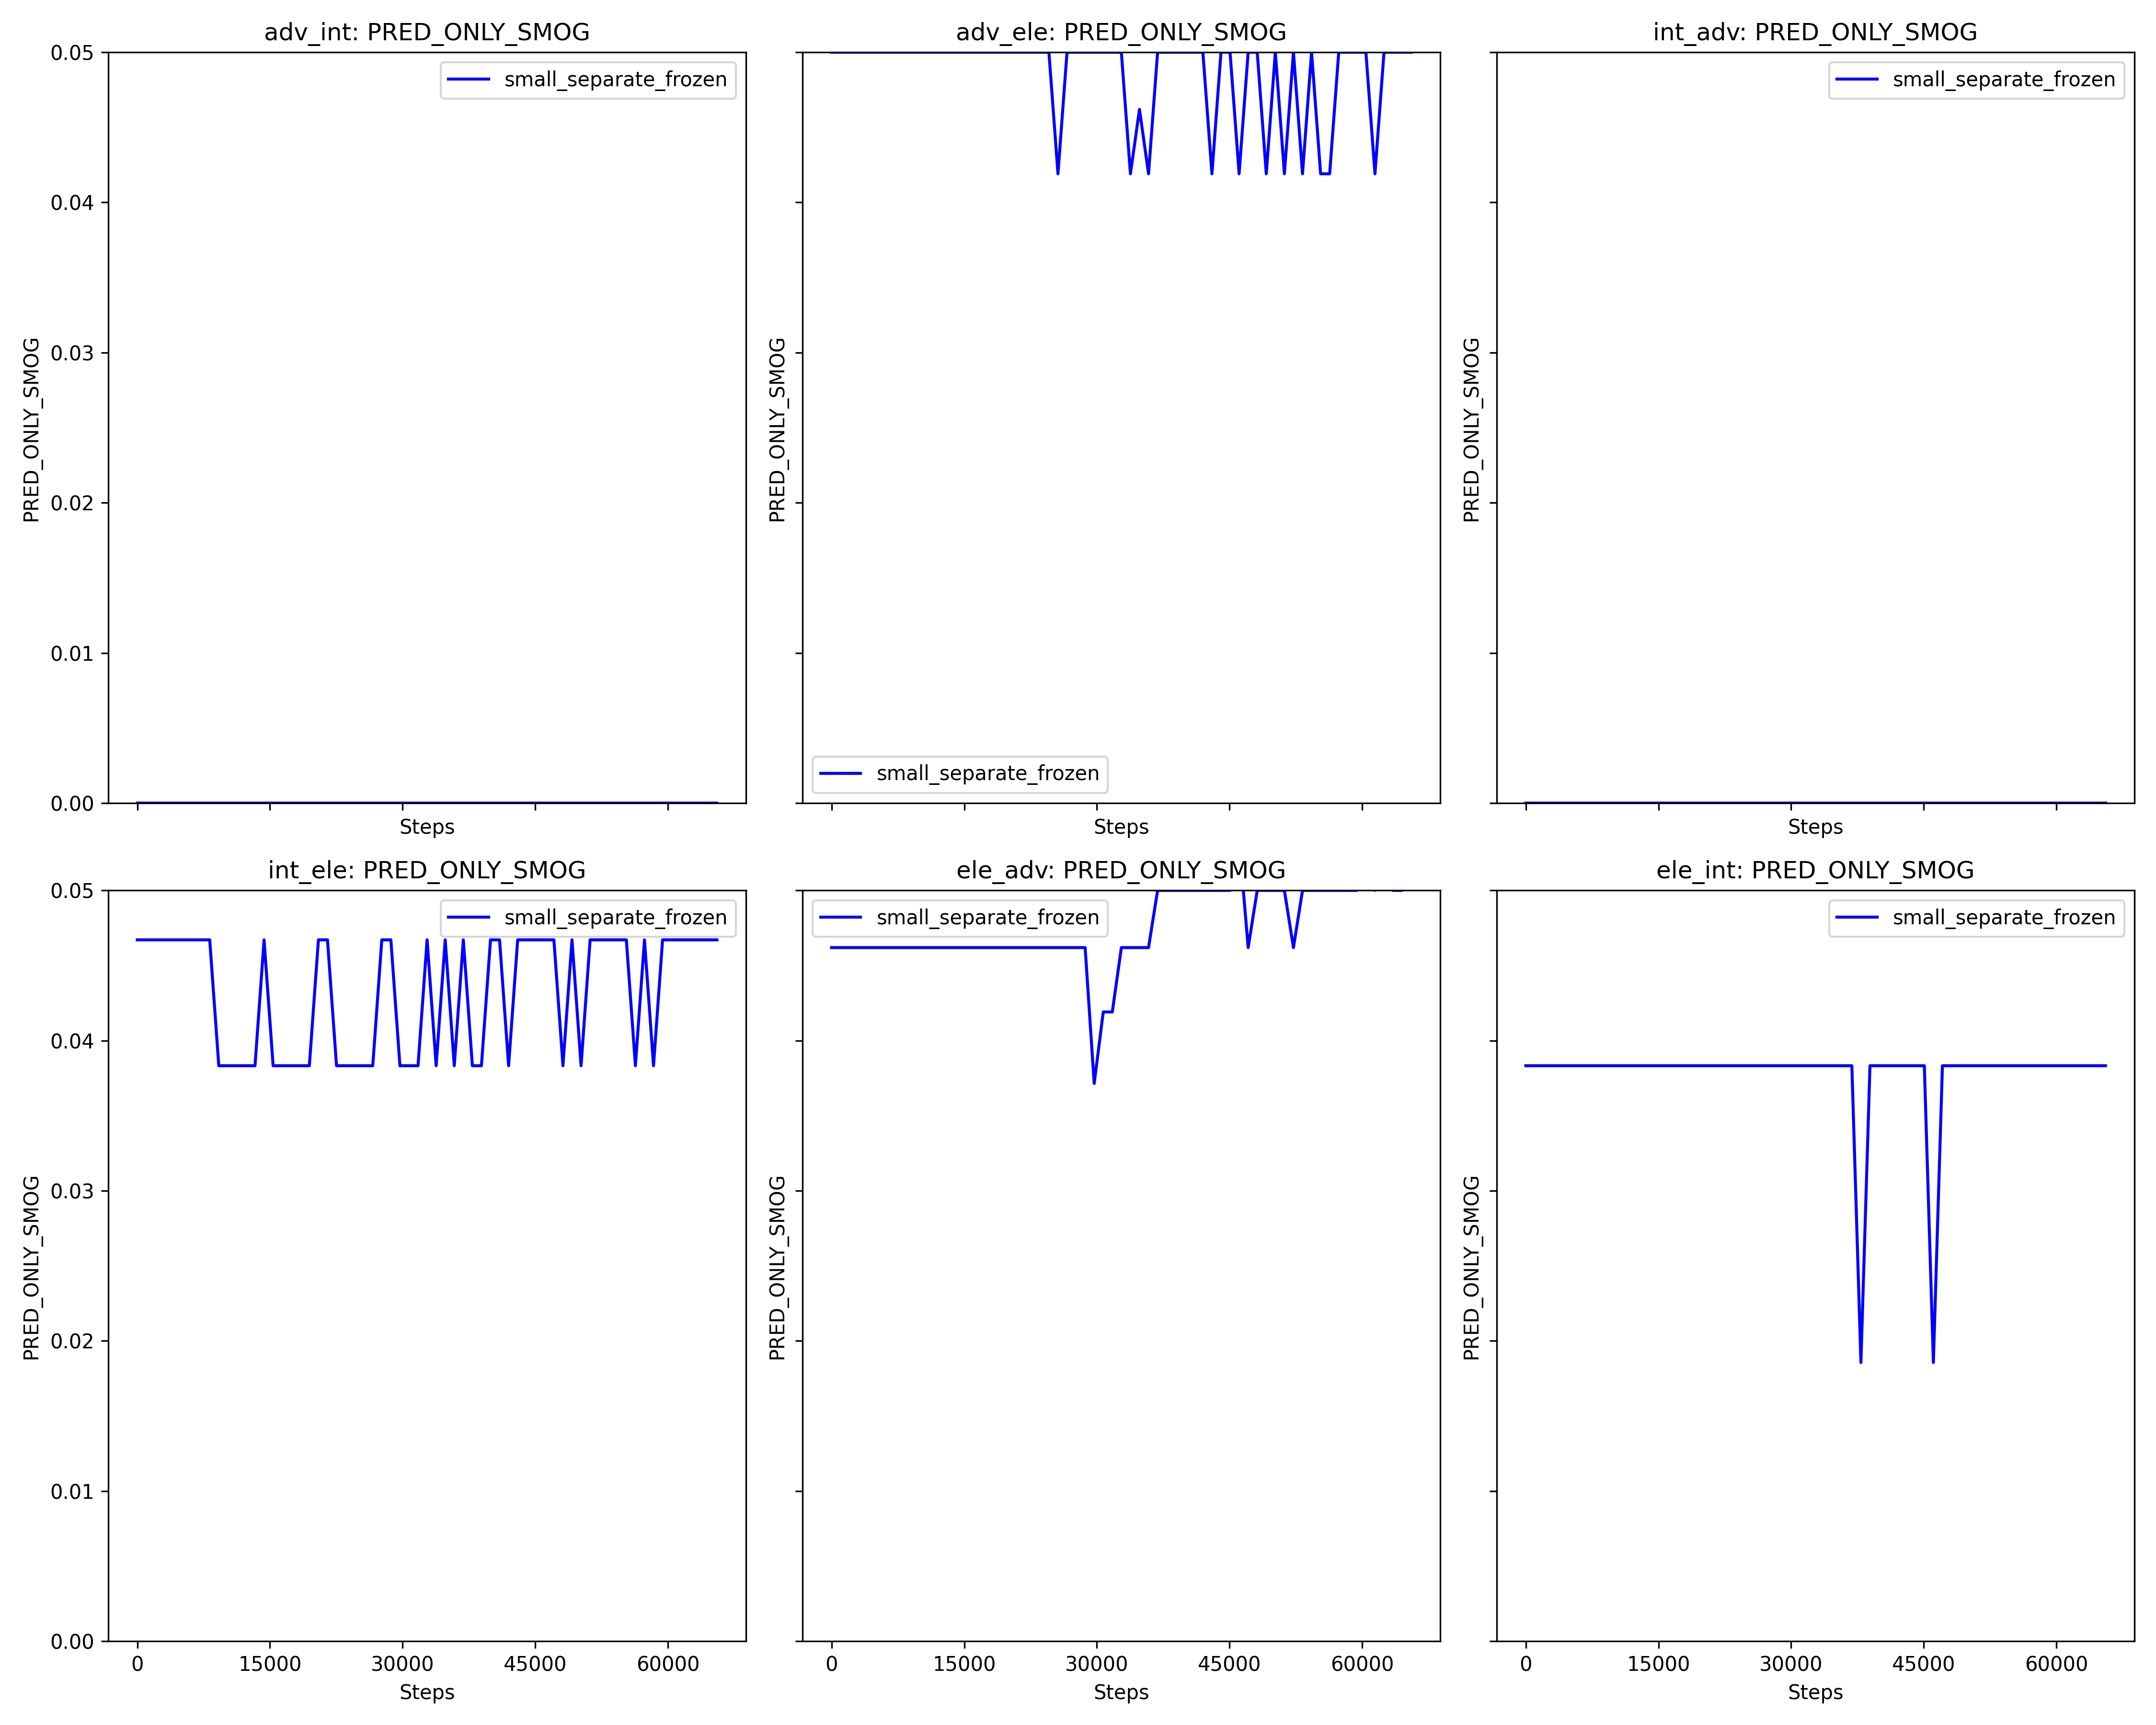 adv_int: PRED_ONLY_SMOG
adv_ele: PRED_ONLY_SMOG
int_adv: PRED_ONLY_SMOG
0.05
0.04
0.03
0.02
0.01
0.00
PRED_ONLY_SMOG
PRED_ONLY_SMOG
PRED_ONLY_SMOG
small_separate_frozen
small_separate_frozen
small_separate_frozen
Steps
Steps
Steps
int_ele: PRED_ONLY_SMOG
ele_adv: PRED_ONLY_SMOG
ele_int: PRED_ONLY_SMOG
0.05
0.04
0.03
0.02
0.01
0.00
PRED_ONLY_SMOG
PRED_ONLY_SMOG
PRED_ONLY_SMOG
small_separate_frozen
small_separate_frozen
small_separate_frozen
0 15000 30000 45000 60000
0 15000 30000 45000 60000
0 15000 30000 45000 60000
Steps
Steps
Steps